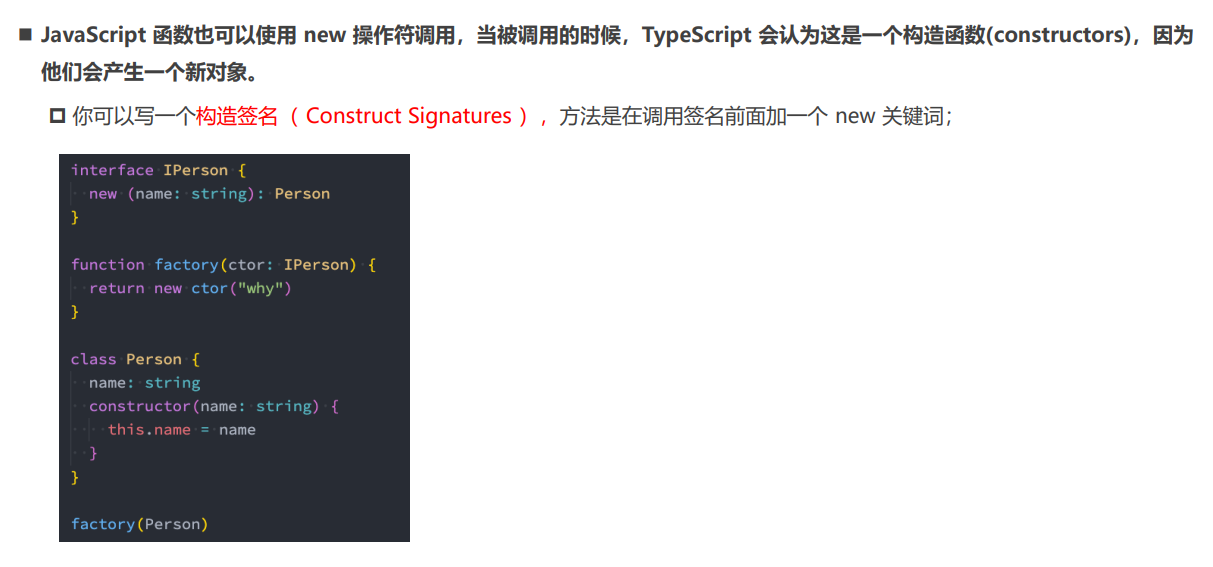 JavaScript 函数也可以使用 new 操作符调用，当被调用的时候，TypeScript 会认为这是一个构造函数(constructors)，因为
他们会产生一个新对象。
你可以写一个构造签名（ Construct Signatures ），方法是在调用签名前面加一个 new 关键词；
interface IPerson {
  new (name: string): Person
}

function factory(ctor: IPerson) {
  return new ctor("why")
}

class Person {
  name: string
  constructor(name: string) {
    this.name = name
  }
}

factory(Person)